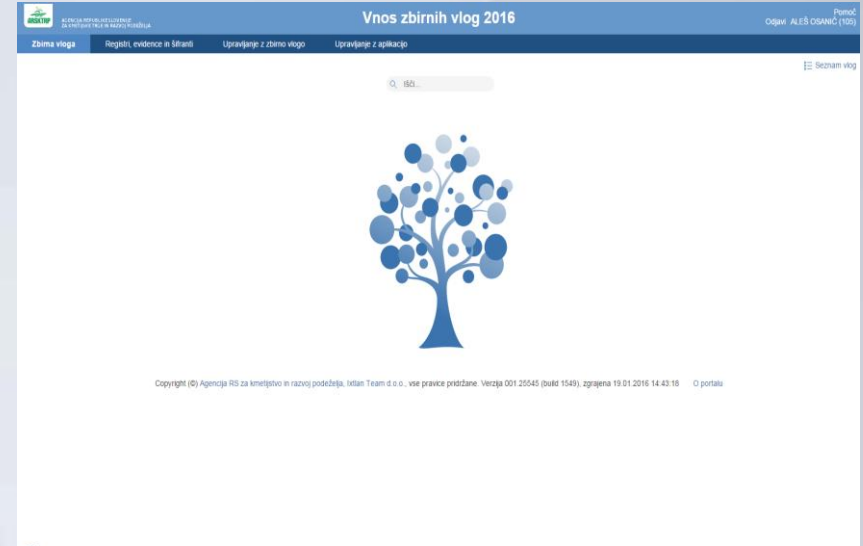 ARSKTRP
AGENCIJA REPUBLIKE SLOVENIJE
ZA KMETIJSKE TRGE IN RAZVOJ PODEŽELJA
Vnos zbirnih vlog 2016
Pomoč
Odjavi ALEŠ OSANIČ (105)
Zbirna vloga Registri, evidence in šifranti Upravljanje z zbirno vlogo Upravljanje z aplikacijo
Seznam vlog
Išči...
Copyright (©) Agencija RS za kmetijstvo in razvoj podeželja, Ixtlan Team d.o.o., vse pravice pridržane. Verzija 001.25545 (build 1549), zgrajena 19.01.2016 14:43:18 O portalu